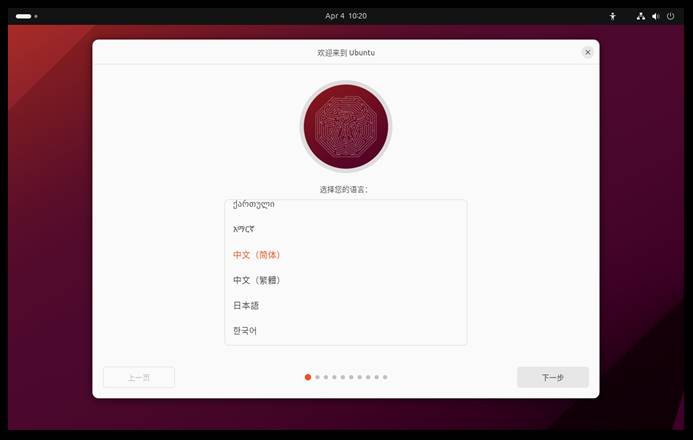 Apr 4 10:20
欢迎来到 Ubuntu
选择您的语言：
ქართული
አማርኛ
中文（简体）
中文（繁體）
日本語
한국어
上一页
下一步